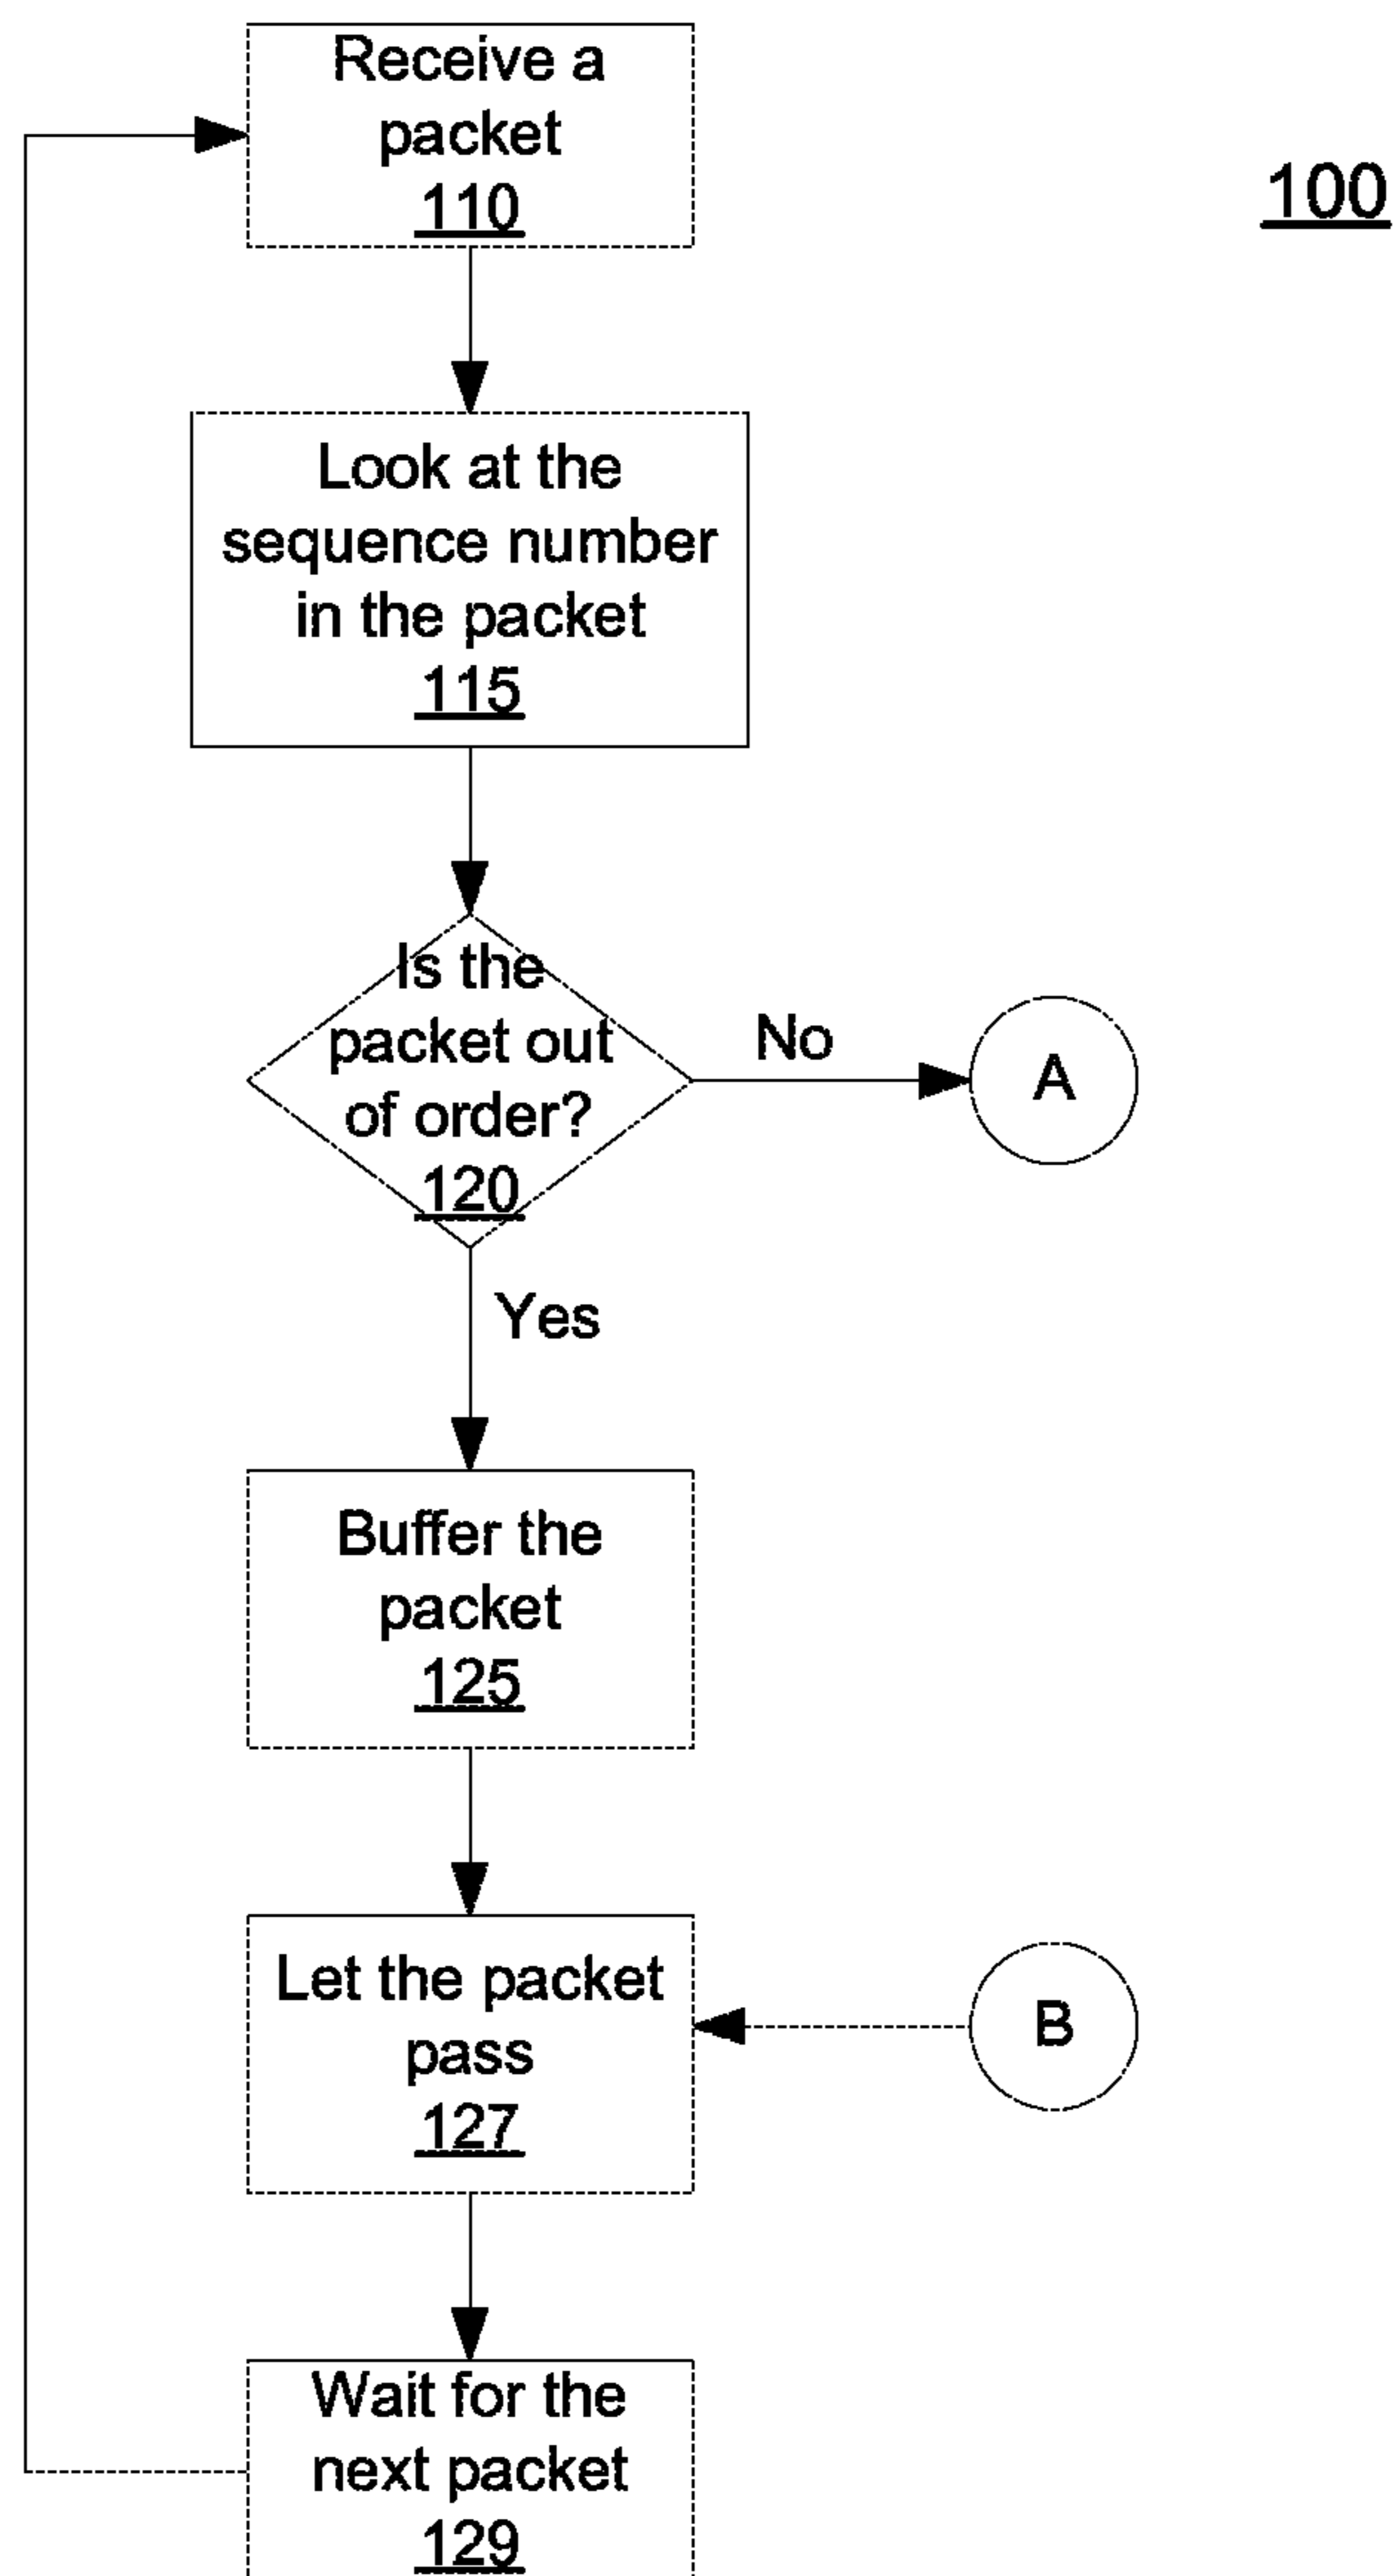 Receive a
packet
110
100
Look at the
sequence number
in the packet
115
Is the
packet out
of order?
120
No
A
Yes
Buffer the
packet
125
Let the packet
pass
127
B
Wait for the
next packet
129